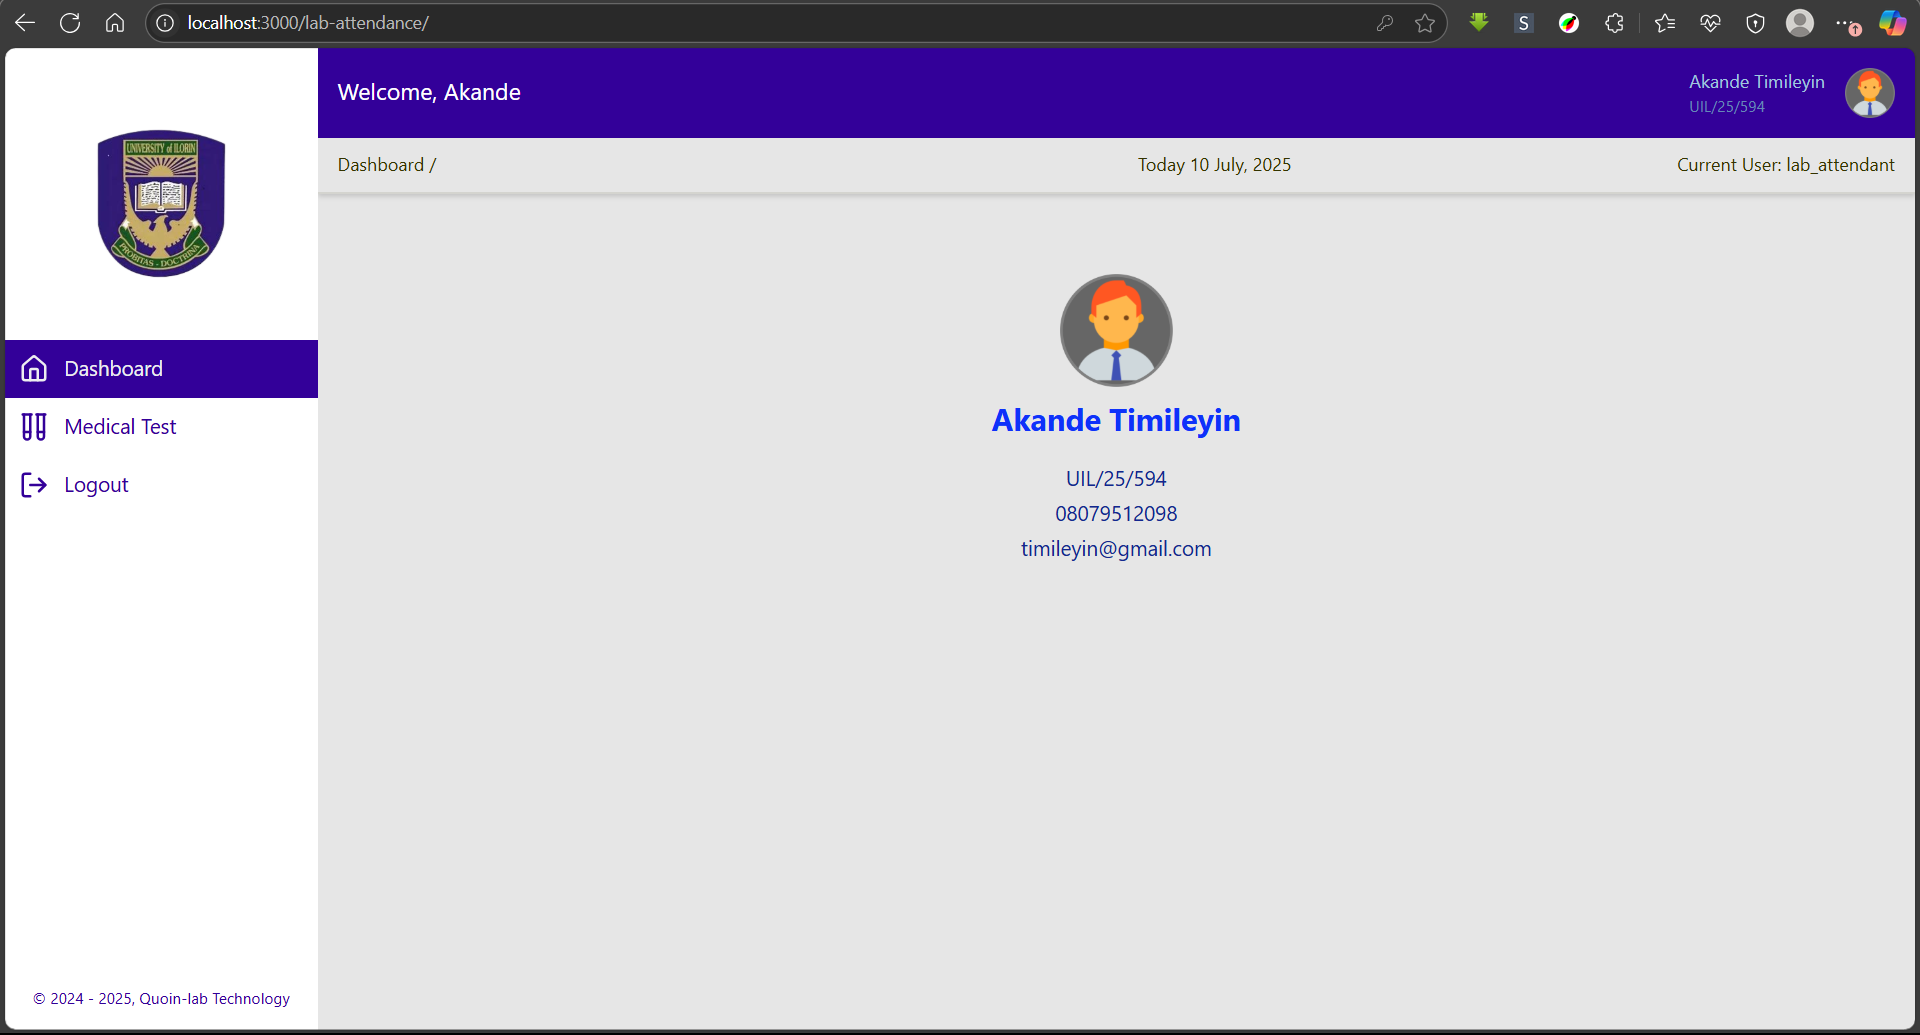 localhost:3000/lab-attendance/
S
UNIVERSITY of ILORIN
PROBITAS - DOCTRINA
Dashboard
Medical Test
Logout
© 2024 - 2025, Quoin-lab Technology
Welcome, Akande
Akande Timileyin
UIL/25/594
Dashboard /
Today 10 July, 2025
Current User: lab_attendant
Akande Timileyin
UIL/25/594
08079512098
timileyin@gmail.com